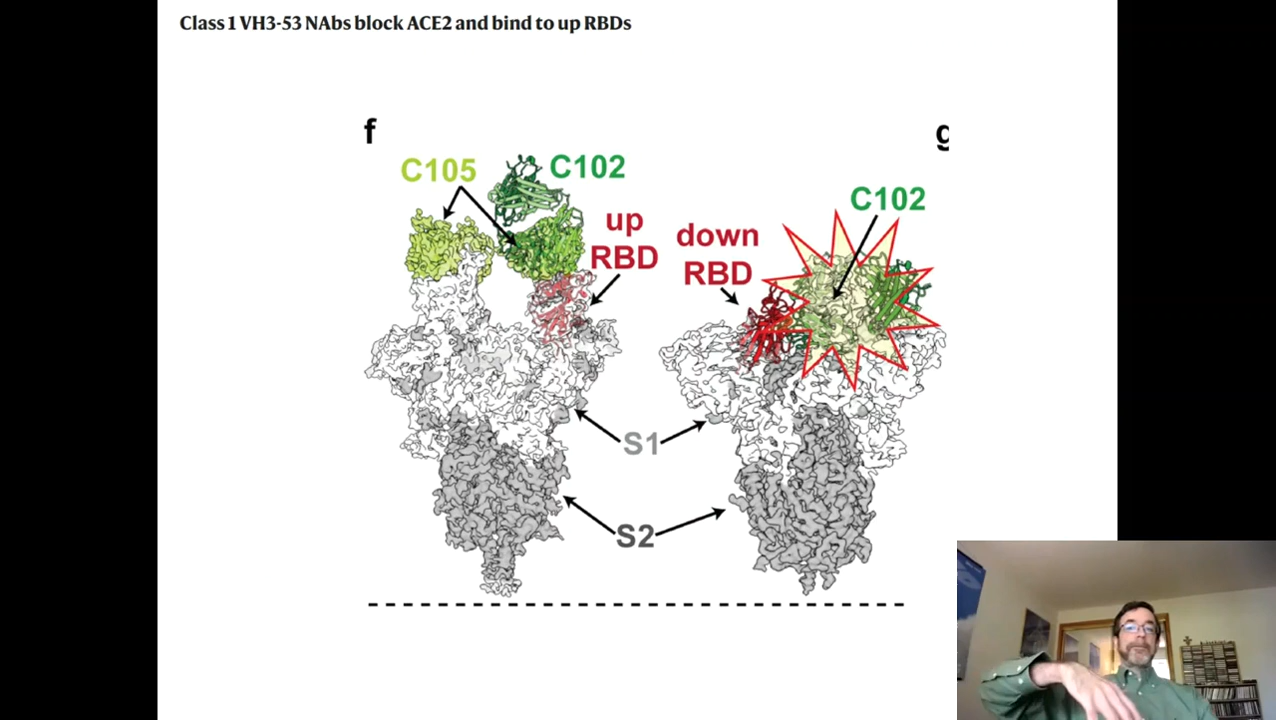 Class 1 VH3-53 NAbs block ACE2 and bind to up RBDs
f
g
C105
C102
up
RBD
down
RBD
C102
S1
S2